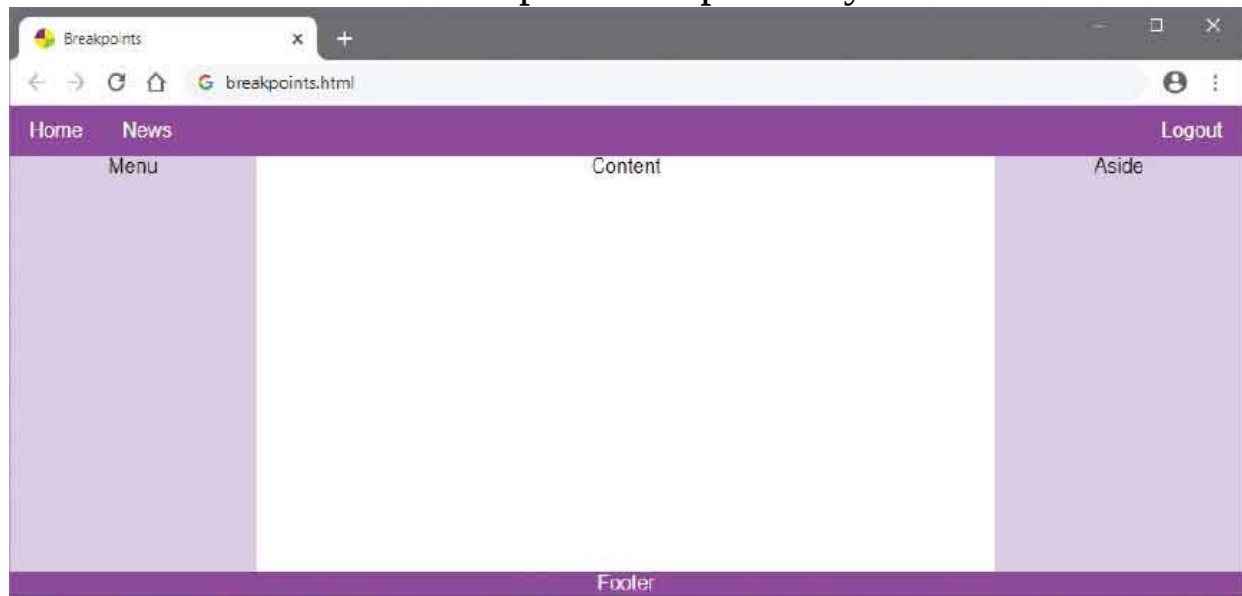 Breakpoints
breakpoints.html
Home News Logout
Menu Content Aside
Footer